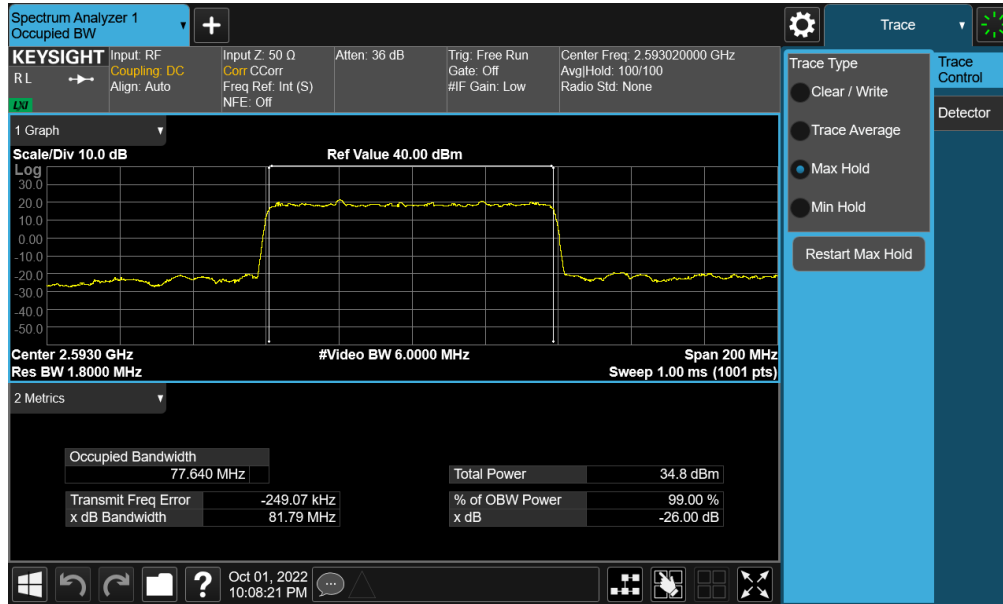 Spectrum Analyzer 1
Occupied BW
+
Trace
KEYSIGHT
R L
LXI
Input: RF
Coupling: DC
Align: Auto
Input Z: 50 Ω
Corr CCorr
Freq Ref: Int (S)
NFE: Off
Atten: 36 dB
Trig: Free Run
Gate: Off
#IF Gain: Low
Center Freq: 2.593020000 GHz
Avg|Hold: 100/100
Radio Std: None
Trace Type
Clear / Write
Trace Average
Max Hold
Min Hold
Restart Max Hold
Trace
Control
Detector
1 Graph
Scale/Div 10.0 dB
Ref Value 40.00 dBm
Log
30.0
20.0
10.0
0.00
-10.0
-20.0
-30.0
-40.0
-50.0
Center 2.5930 GHz
#Video BW 6.0000 MHz
Span 200 MHz
Res BW 1.8000 MHz
Sweep 1.00 ms (1001 pts)
2 Metrics
Occupied Bandwidth
77.640 MHz
Total Power 34.8 dBm
Transmit Freq Error -249.07 kHz
% of OBW Power 99.00 %
x dB Bandwidth 81.79 MHz
x dB -26.00 dB
?
Oct 01, 2022
10:08:21 PM